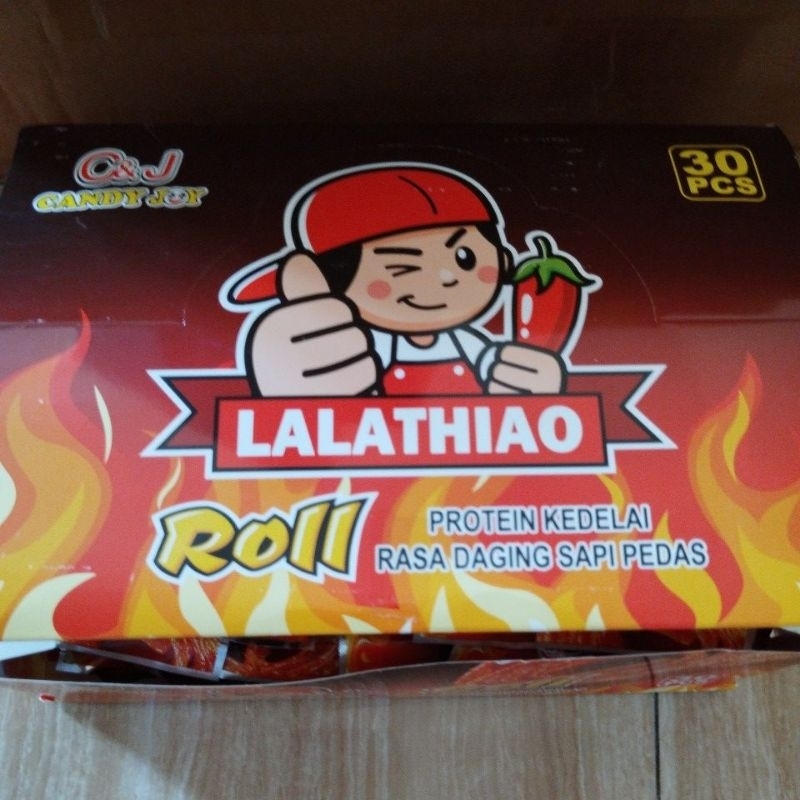 C&J
CANDY JOY
30
PCS
LALATHIAO
Roll
PROTEIN KEDELAI
RASA DAGING SAPI PEDAS